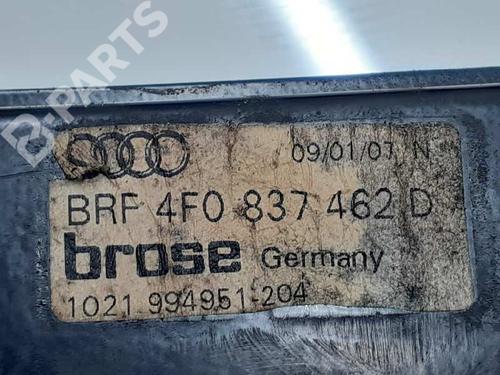 B-PARTS
09/01/07 N
BRF 4F0 837 462 D
brose Germany
1021 994951-204